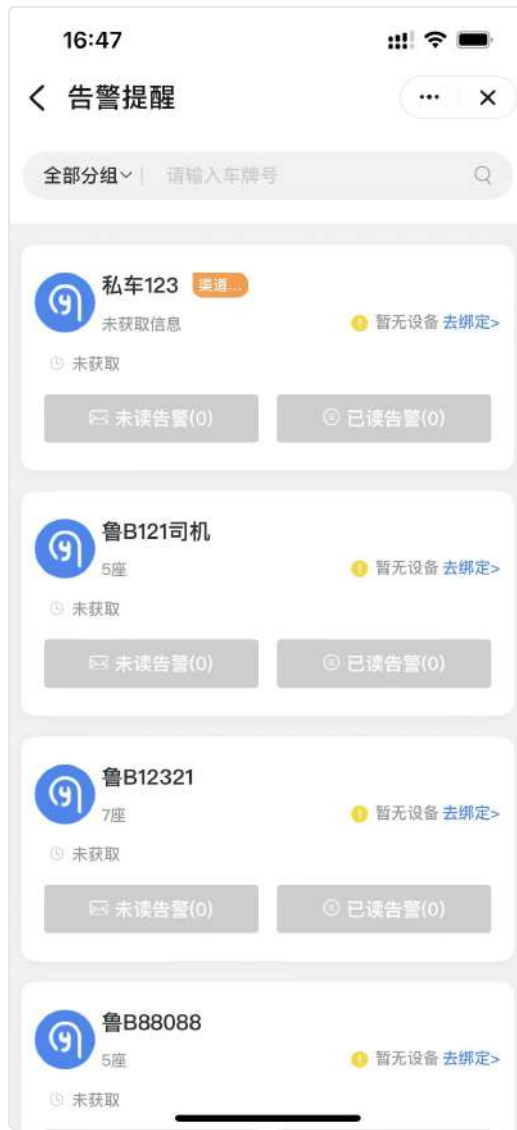 16:47
告警提醒
全部分组 请输入车牌号
私车123 渠道...
未获取信息 暂无设备 去绑定>
未获取
未读告警(0) 已读告警(0)
鲁B121司机
5座 暂无设备 去绑定>
未获取
未读告警(0) 已读告警(0)
鲁B12321
7座 暂无设备 去绑定>
未获取
未读告警(0) 已读告警(0)
鲁B88088
5座 暂无设备 去绑定>
未获取